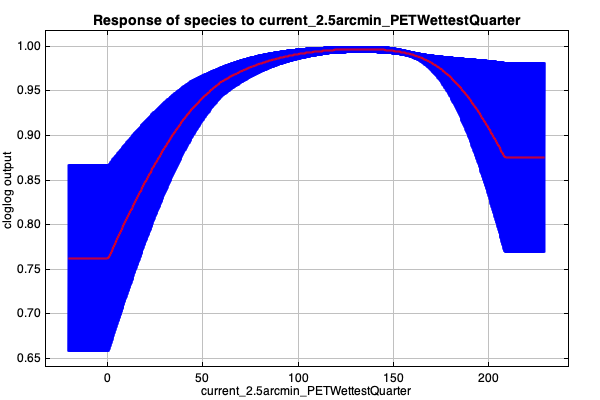 Response of species to current_2.5arcmin_PETWettestQuarter
cloglog output
1.00
0.95
0.90
0.85
0.80
0.75
0.70
0.65
0 50 100 150 200
current_2.5arcmin_PETWettestQuarter